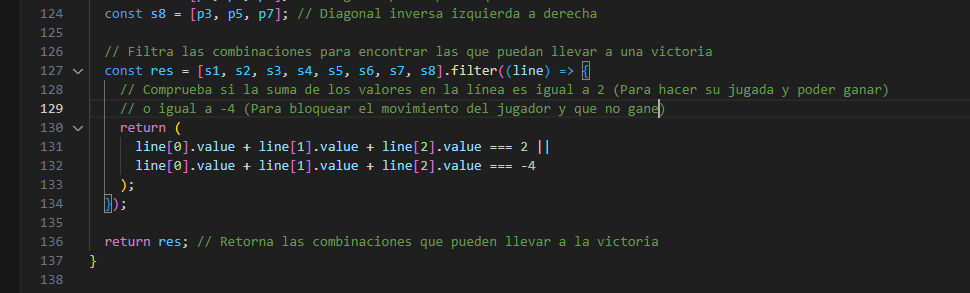 124 const s8 = [p3, p5, p7]; // Diagonal inversa izquierda a derecha
125
126 // Filtra las combinaciones para encontrar las que puedan llevar a una victoria
127 const res = [s1, s2, s3, s4, s5, s6, s7, s8].filter((line) => {
128 // Comprueba si la suma de los valores en la línea es igual a 2 (Para hacer su jugada y poder ganar)
129 // o igual a -4 (Para bloquear el movimiento del jugador y que no gane)
130 return (
131 line[0].value + line[1].value + line[2].value === 2 ||
132 line[0].value + line[1].value + line[2].value === -4
133 );
134 });
135
136 return res; // Retorna las combinaciones que pueden llevar a la victoria
137 }
138